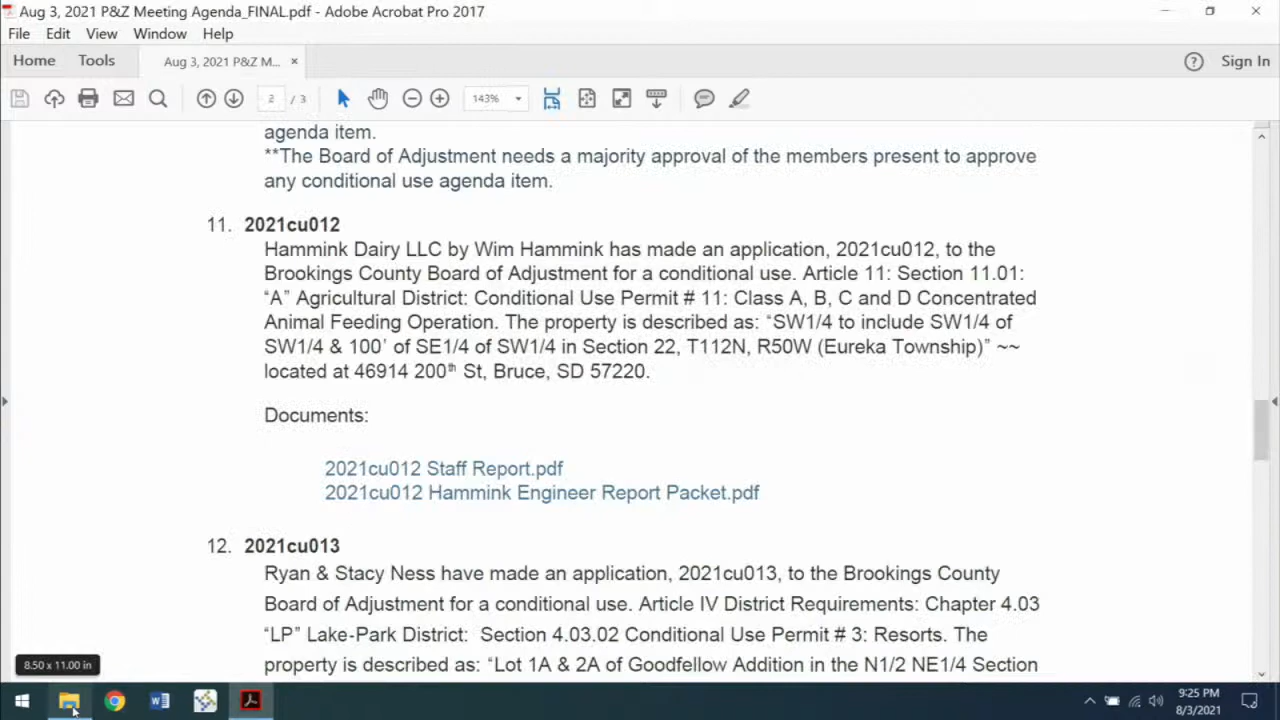 Aug 3, 2021 P&Z Meeting Agenda_FINAL.pdf - Adobe Acrobat Pro 2017
File Edit View Window Help
Home Tools Aug 3, 2021 P&Z M... × ? Sign In
2 / 3 143%
agenda item.
**The Board of Adjustment needs a majority approval of the members present to approve
any conditional use agenda item.
11. 2021cu012
Hammink Dairy LLC by Wim Hammink has made an application, 2021cu012, to the
Brookings County Board of Adjustment for a conditional use. Article 11: Section 11.01:
“A” Agricultural District: Conditional Use Permit # 11: Class A, B, C and D Concentrated
Animal Feeding Operation. The property is described as: “SW1/4 to include SW1/4 of
SW1/4 & 100’ of SE1/4 of SW1/4 in Section 22, T112N, R50W (Eureka Township)” ~~
located at 46914 200th St, Bruce, SD 57220.
Documents:
2021cu012 Staff Report.pdf
2021cu012 Hammink Engineer Report Packet.pdf
12. 2021cu013
Ryan & Stacy Ness have made an application, 2021cu013, to the Brookings County
Board of Adjustment for a conditional use. Article IV District Requirements: Chapter 4.03
“LP” Lake-Park District: Section 4.03.02 Conditional Use Permit # 3: Resorts. The
property is described as: “Lot 1A & 2A of Goodfellow Addition in the N1/2 NE1/4 Section
8.50 x 11.00 in
9:25 PM
8/3/2021